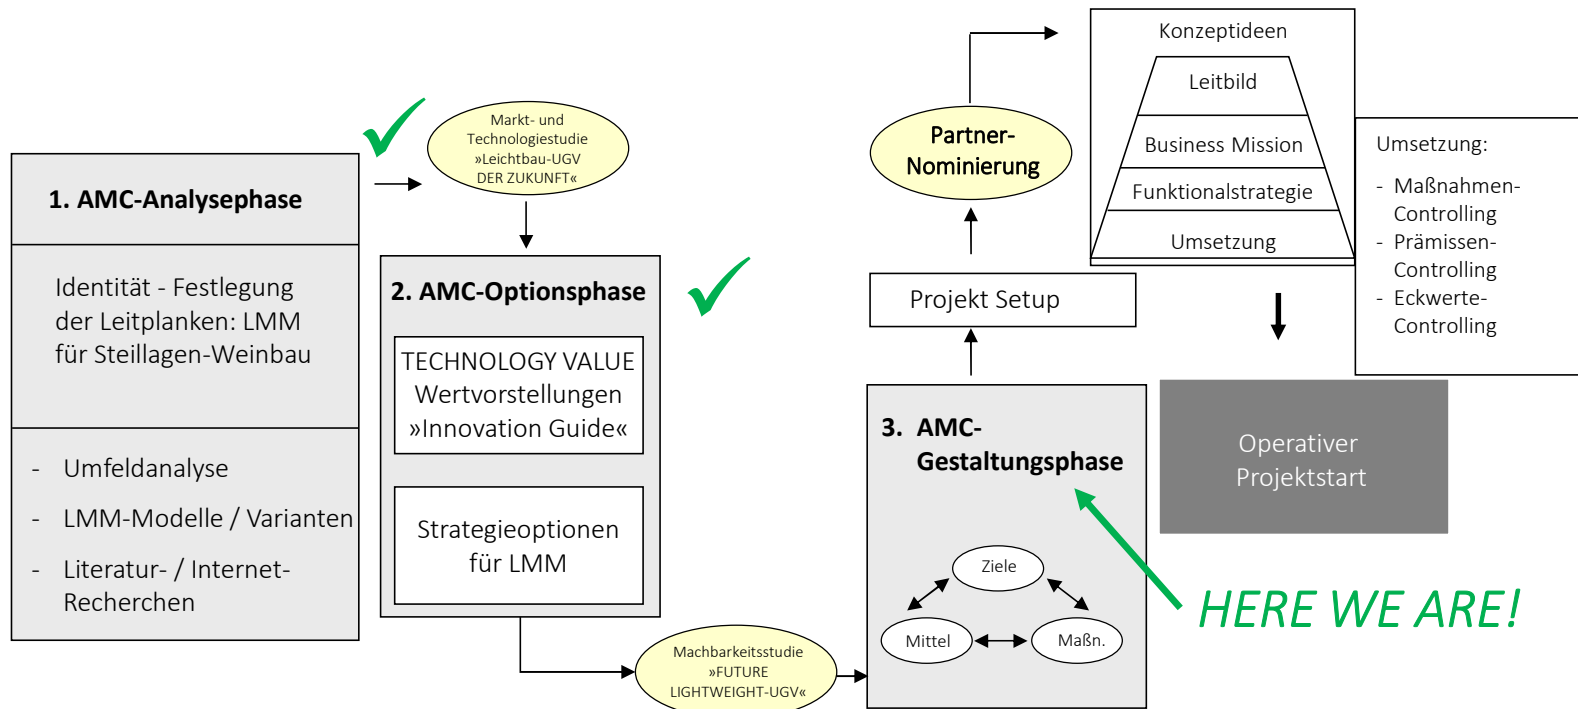 1. AMC-Analysephase
Identität - Festlegung
der Leitplanken: LMM
für Steillagen-Weinbau
- Umfeldanalyse
- LMM-Modelle / Varianten
- Literatur- / Internet-
Recherchen
Markt- und
Technologiestudie
»Leichtbau-UGV
DER ZUKUNFT«
2. AMC-Optionsphase
TECHNOLOGY VALUE
Wertvorstellungen
»Innovation Guide«
Strategieoptionen
für LMM
Machbarkeitsstudie
»FUTURE
LIGHTWEIGHT-UGV«
3. AMC-
Gestaltungsphase
Ziele
Mittel
Maßn.
HERE WE ARE!
Projekt Setup
Partner-
Nominierung
Konzeptideen
Leitbild
Business Mission
Funktionalstrategie
Umsetzung
Umsetzung:
- Maßnahmen-
Controlling
- Prämissen-
Controlling
- Eckwerte-
Controlling
Operativer
Projektstart